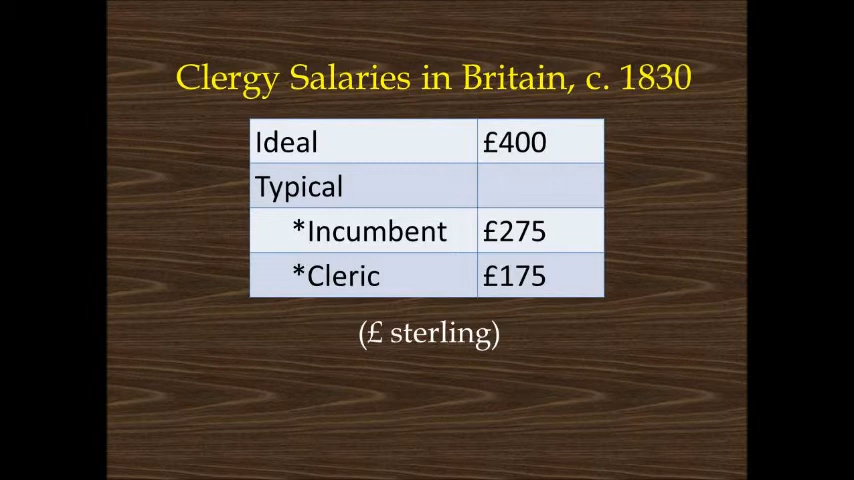 Clergy Salaries in Britain, c. 1830
Ideal £400
Typical
*Incumbent £275
*Cleric £175
(£ sterling)